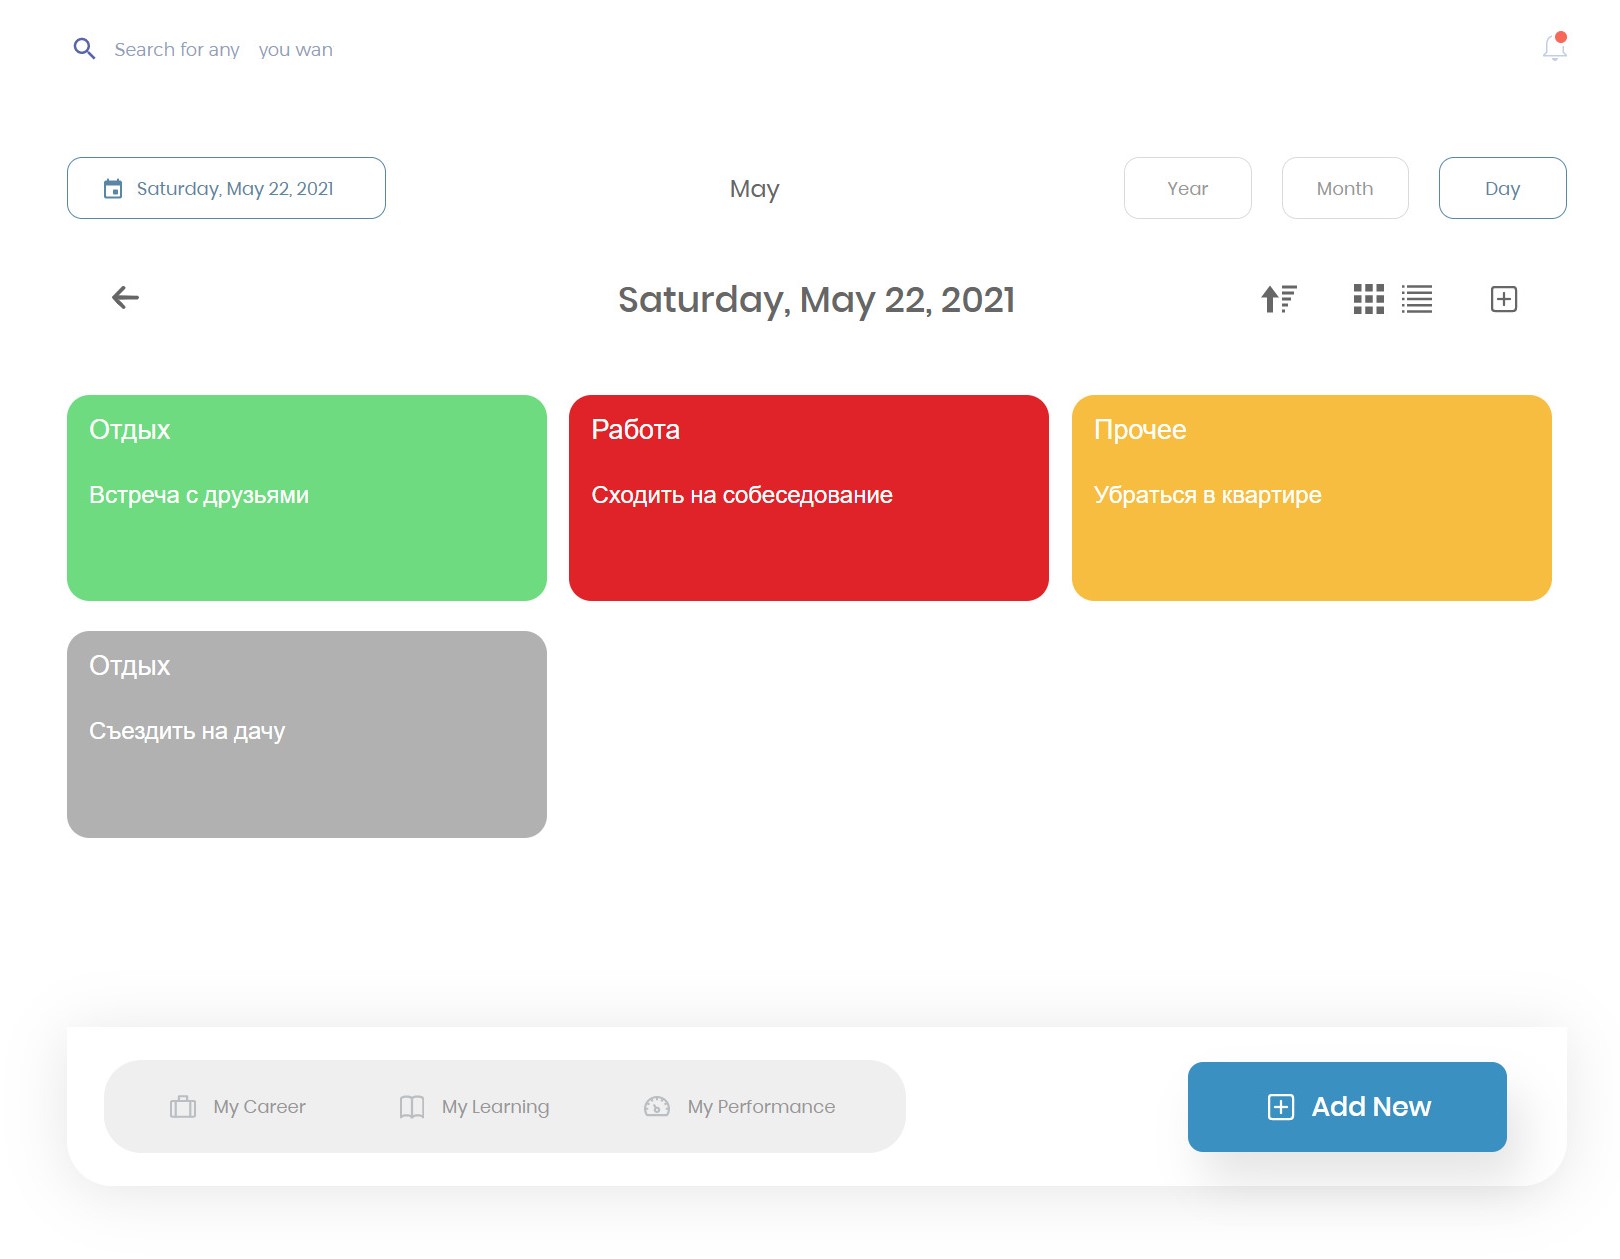 Search for any you wan
Saturday, May 22, 2021
May
Year
Month
Day
Saturday, May 22, 2021
Отдых
Встреча с друзьями
Работа
Сходить на собеседование
Прочее
Убраться в квартире
Отдых
Съездить на дачу
My Career
My Learning
My Performance
Add New